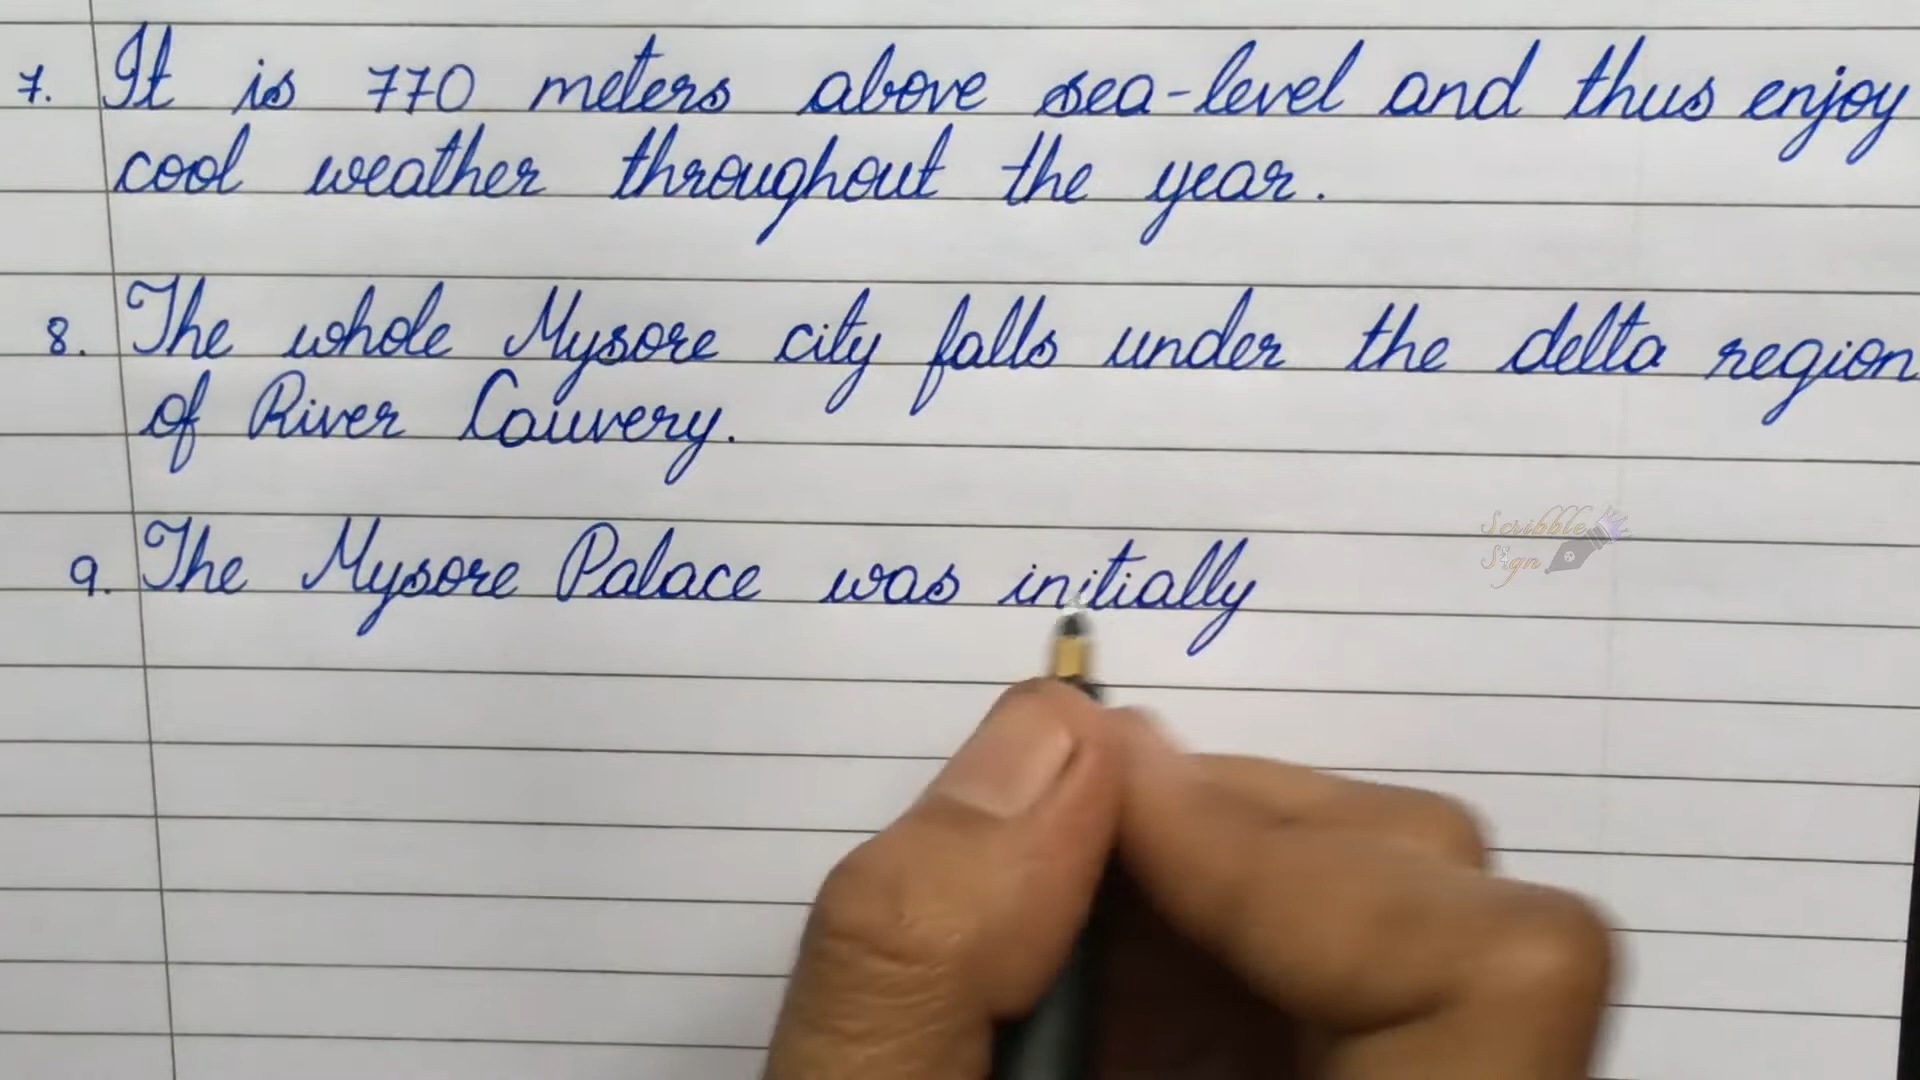 7. It is 770 meters above sea-level and thus enjoy
cool weather throughout the year.
8. The whole Mysore city falls under the delta region
of River Cauvery.
9. The Mysore Palace was initially
Scribble
Sign